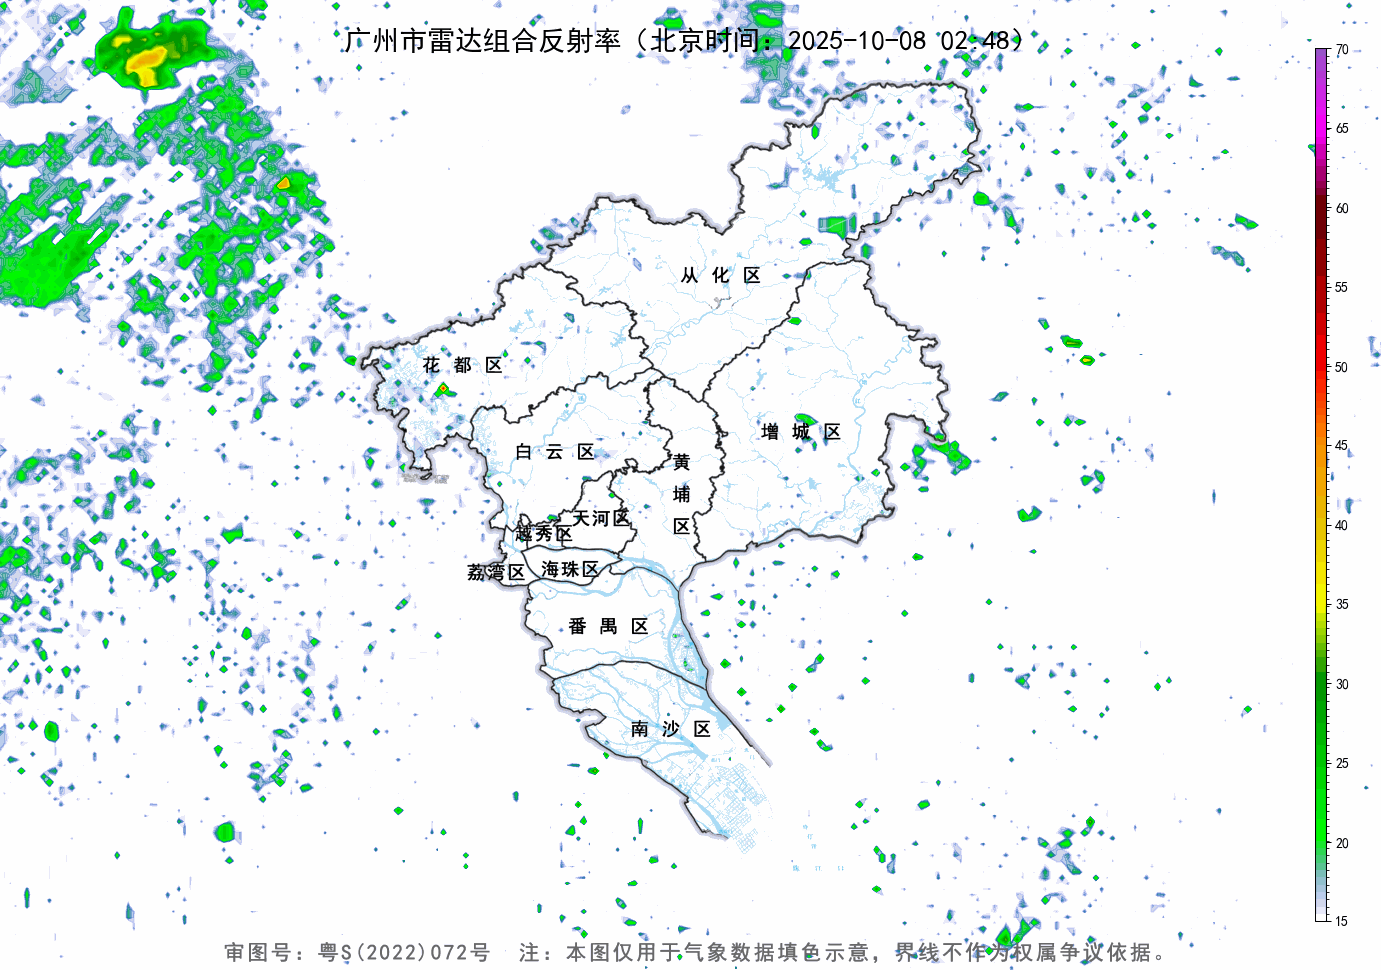 广州市雷达组合反射率（北京时间：2025-10-08 02:48）
70
65
60
55
50
45
40
35
30
25
20
15
从化区
花都区
增城区
白云区
黄埔区
天河区
越秀区
荔湾区
海珠区
番禺区
南沙区
审图号：粤S(2022)072号 注：本图仅用于气象数据填色示意，界线不作为权属争议依据。